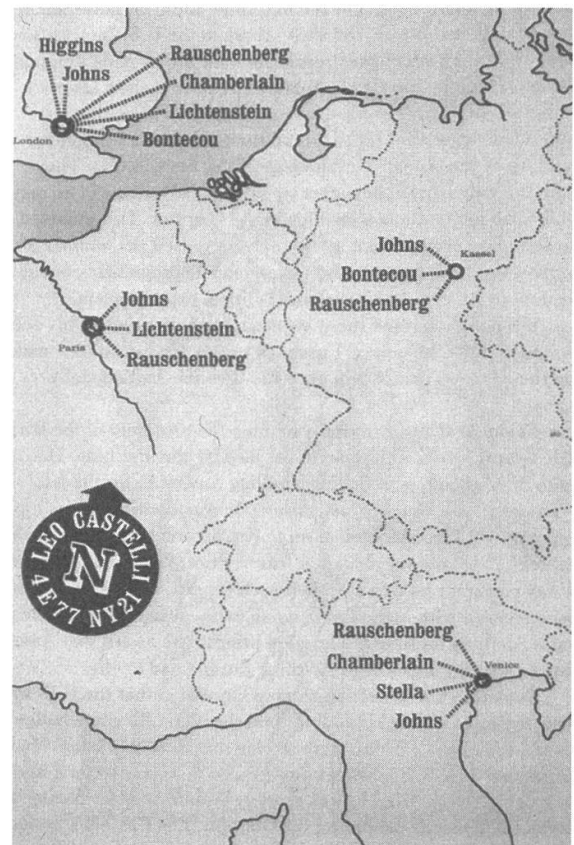 Higgins
Johns
Rauschenberg
Chamberlain
Lichtenstein
Bontecou
London
Johns
Bontecou
Rauschenberg
Kassel
Johns
Lichtenstein
Rauschenberg
Paris
LEO CASTELLI
N
4 E 77 NY 21
Rauschenberg
Chamberlain
Stella
Johns
Venice